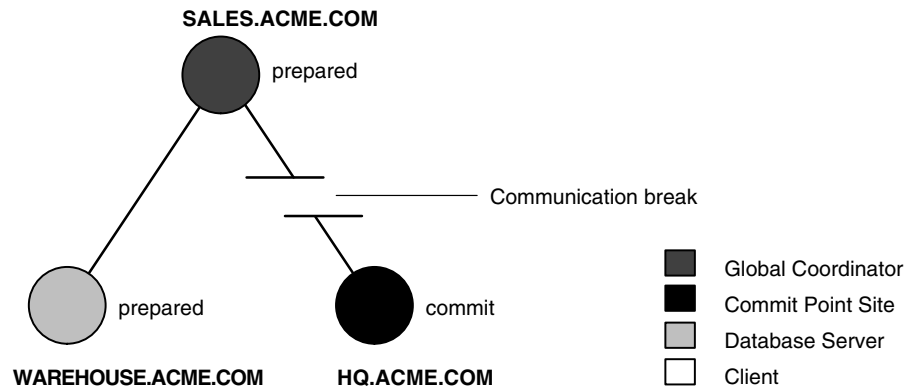 SALES.ACME.COM
prepared
Communication break
prepared
commit
WAREHOUSE.ACME.COM
HQ.ACME.COM
Global Coordinator
Commit Point Site
Database Server
Client